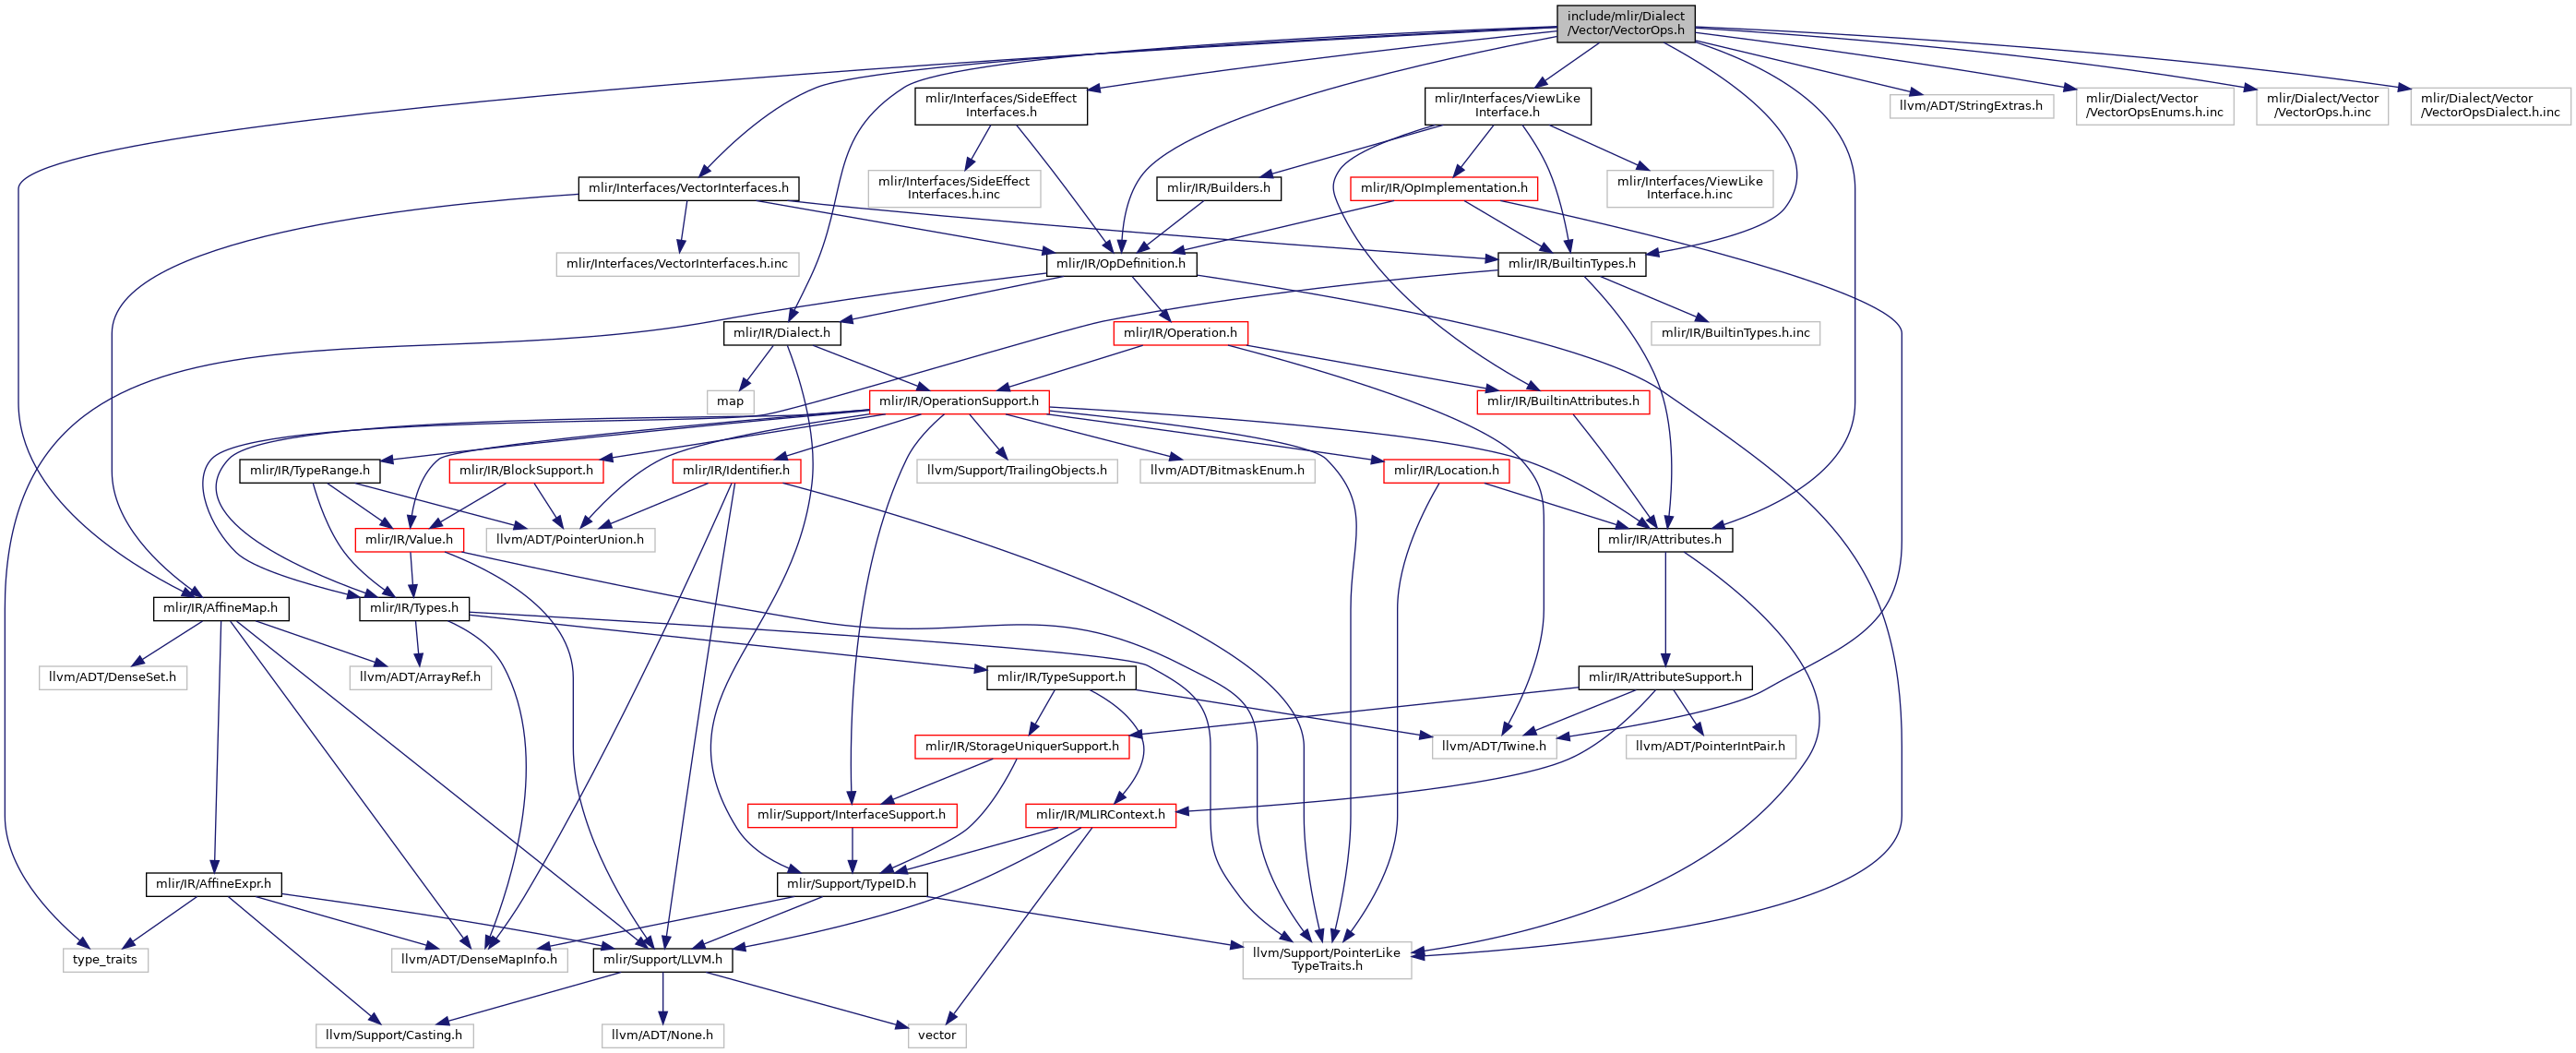 include/mlir/Dialect
/Vector/VectorOps.h
mlir/Interfaces/SideEffect
Interfaces.h
mlir/Interfaces/ViewLike
Interface.h
llvm/ADT/StringExtras.h
mlir/Dialect/Vector
/VectorOpsEnums.h.inc
mlir/Dialect/Vector
/VectorOps.h.inc
mlir/Dialect/Vector
/VectorOpsDialect.h.inc
mlir/Interfaces/VectorInterfaces.h
mlir/Interfaces/SideEffect
Interfaces.h.inc
mlir/IR/Builders.h
mlir/IR/OpImplementation.h
mlir/Interfaces/ViewLike
Interface.h.inc
mlir/Interfaces/VectorInterfaces.h.inc
mlir/IR/OpDefinition.h
mlir/IR/BuiltinTypes.h
mlir/IR/Dialect.h
mlir/IR/Operation.h
mlir/IR/BuiltinTypes.h.inc
map
mlir/IR/OperationSupport.h
mlir/IR/BuiltinAttributes.h
mlir/IR/TypeRange.h
mlir/IR/BlockSupport.h
mlir/IR/Identifier.h
llvm/Support/TrailingObjects.h
llvm/ADT/BitmaskEnum.h
mlir/IR/Location.h
mlir/IR/Value.h
llvm/ADT/PointerUnion.h
mlir/IR/Attributes.h
mlir/IR/AffineMap.h
mlir/IR/Types.h
llvm/ADT/DenseSet.h
llvm/ADT/ArrayRef.h
mlir/IR/TypeSupport.h
mlir/IR/AttributeSupport.h
mlir/IR/StorageUniquerSupport.h
llvm/ADT/Twine.h
llvm/ADT/PointerIntPair.h
mlir/Support/InterfaceSupport.h
mlir/IR/MLIRContext.h
mlir/IR/AffineExpr.h
mlir/Support/TypeID.h
type_traits
llvm/ADT/DenseMapInfo.h
mlir/Support/LLVM.h
llvm/Support/PointerLike
TypeTraits.h
llvm/Support/Casting.h
llvm/ADT/None.h
vector